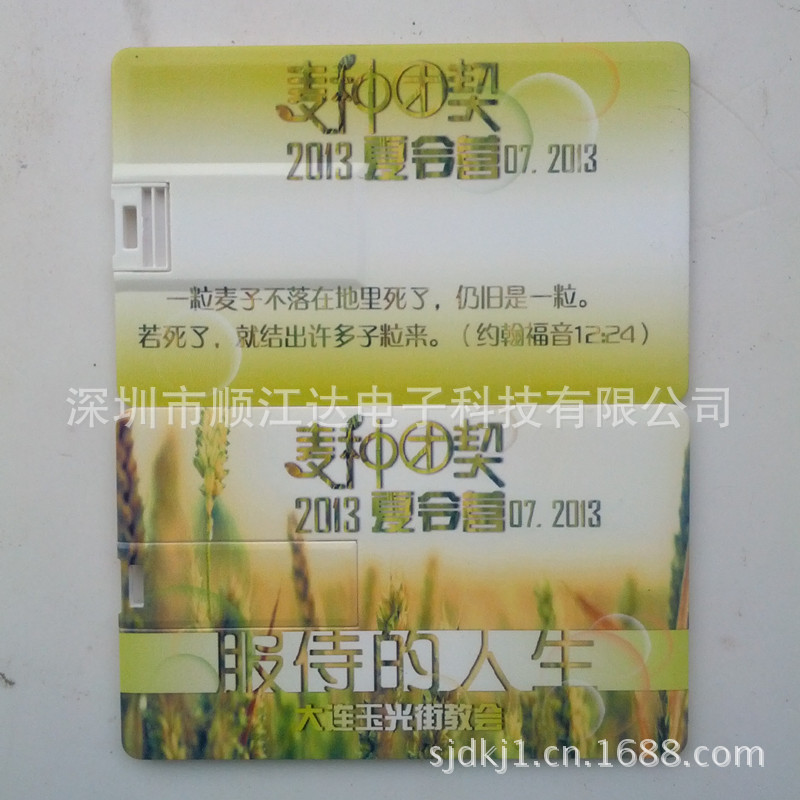 麦种团契
2013 夏令营 07. 2013
一粒麦子不落在地里死了，仍旧是一粒。
若死了，就结出许多子粒来。（约翰福音12:24）
深圳市顺江达电子科技有限公司
麦种团契
2013 夏令营 07. 2013
服侍的人生
大连玉光街教会
sjdkj1.cn.1688.com